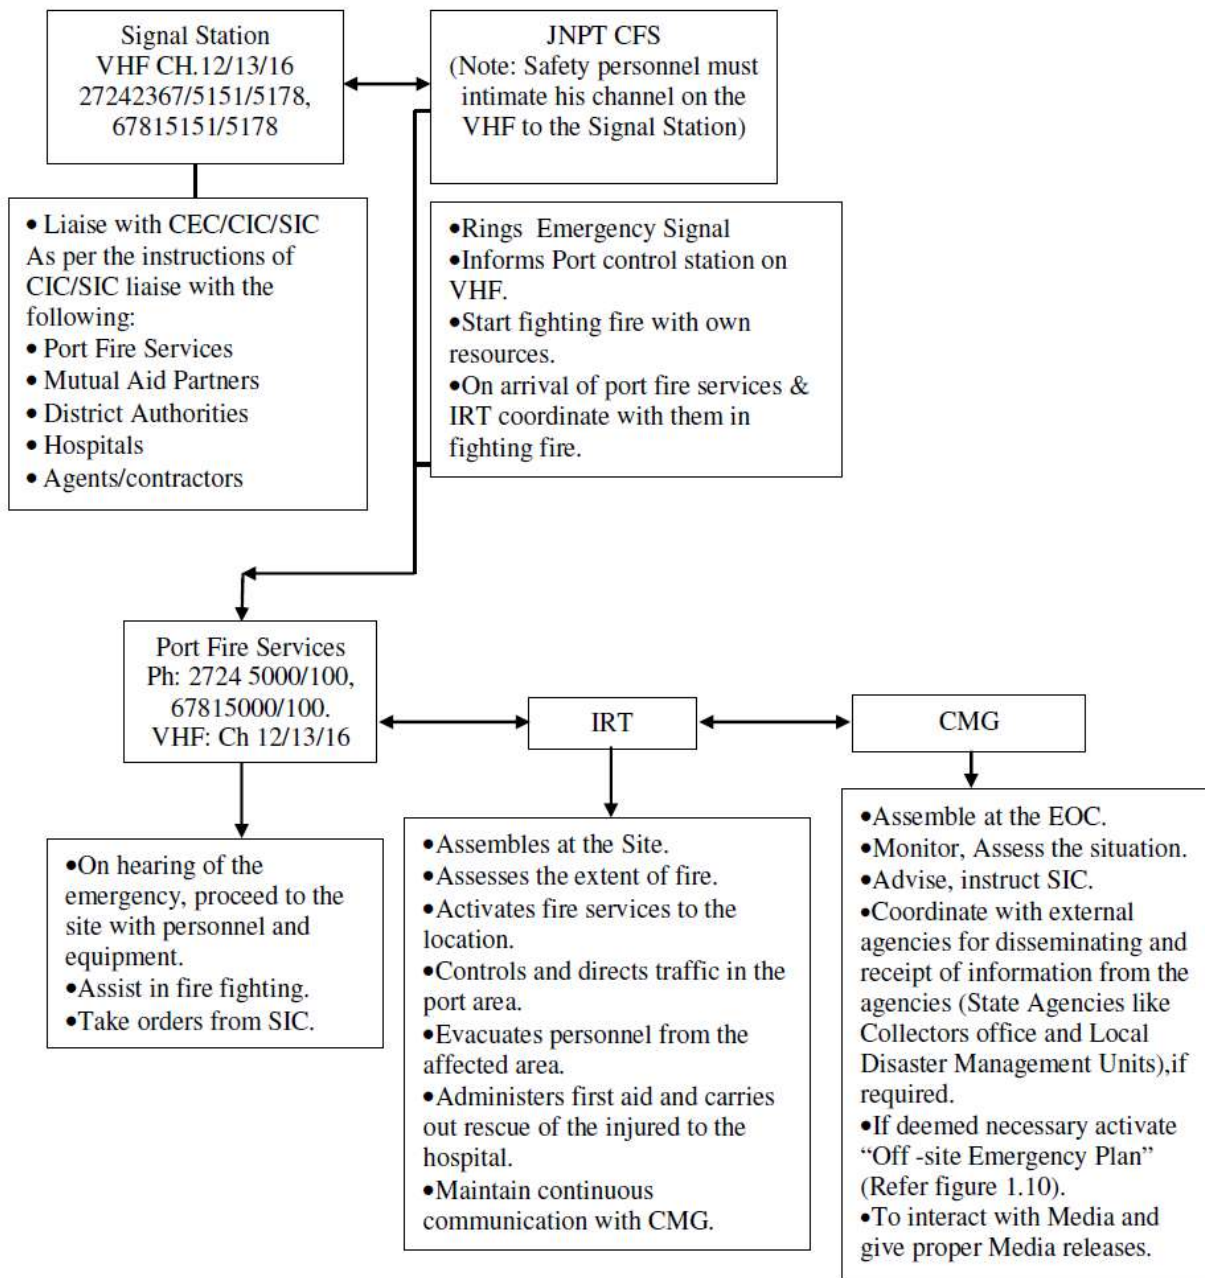 Signal Station
VHF CH.12/13/16
27242367/5151/5178,
67815151/5178
JNPT CFS
(Note: Safety personnel must
intimate his channel on the
VHF to the Signal Station)
• Liaise with CEC/CIC/SIC
As per the instructions of
CIC/SIC liaise with the
following:
• Port Fire Services
• Mutual Aid Partners
• District Authorities
• Hospitals
• Agents/contractors
•Rings Emergency Signal
•Informs Port control station on
VHF.
•Start fighting fire with own
resources.
•On arrival of port fire services &
IRT coordinate with them in
fighting fire.
Port Fire Services
Ph: 2724 5000/100,
67815000/100.
VHF: Ch 12/13/16
IRT
CMG
•On hearing of the
emergency, proceed to the
site with personnel and
equipment.
•Assist in fire fighting.
•Take orders from SIC.
•Assembles at the Site.
•Assesses the extent of fire.
•Activates fire services to the
location.
•Controls and directs traffic in the
port area.
•Evacuates personnel from the
affected area.
•Administers first aid and carries
out rescue of the injured to the
hospital.
•Maintain continuous
communication with CMG.
•Assemble at the EOC.
•Monitor, Assess the situation.
•Advise, instruct SIC.
•Coordinate with external
agencies for disseminating and
receipt of information from the
agencies (State Agencies like
Collectors office and Local
Disaster Management Units),if
required.
•If deemed necessary activate
“Off -site Emergency Plan”
(Refer figure 1.10).
•To interact with Media and
give proper Media releases.